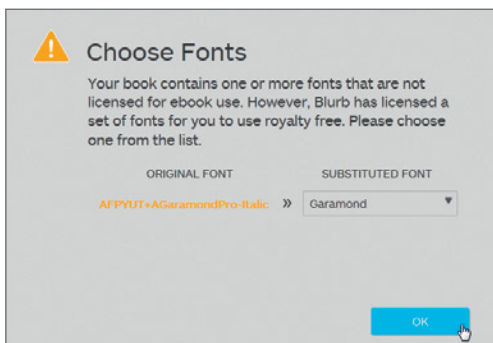 Choose Fonts
Your book contains one or more fonts that are not
licensed for ebook use. However, Blurb has licensed a
set of fonts for you to use royalty free. Please choose
one from the list.
ORIGINAL FONT SUBSTITUTED FONT
AFPYUT+AGaramondPro-Italic » Garamond
OK